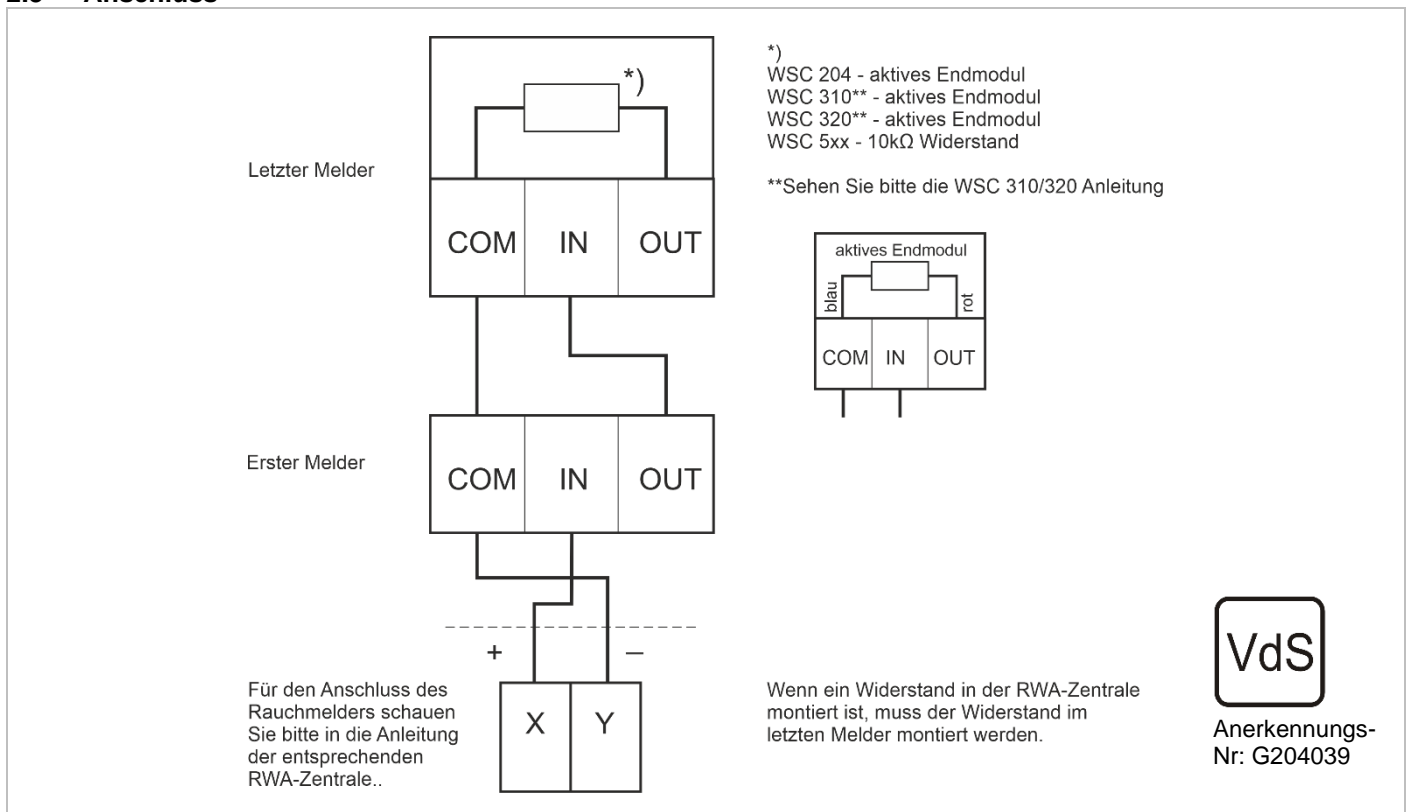 2.3 Anschluss
*)
Letzter Melder
COM IN OUT
*)
WSC 204 - aktives Endmodul
WSC 310** - aktives Endmodul
WSC 320** - aktives Endmodul
WSC 5xx - 10kΩ Widerstand
**Sehen Sie bitte die WSC 310/320 Anleitung
aktives Endmodul
blau
rot
COM IN OUT
Erster Melder
COM IN OUT
+ –
X Y
Für den Anschluss des
Rauchmelders schauen
Sie bitte in die Anleitung
der entsprechenden
RWA-Zentrale..
Wenn ein Widerstand in der RWA-Zentrale
montiert ist, muss der Widerstand im
letzten Melder montiert werden.
VdS
Anerkennungs-
Nr: G204039